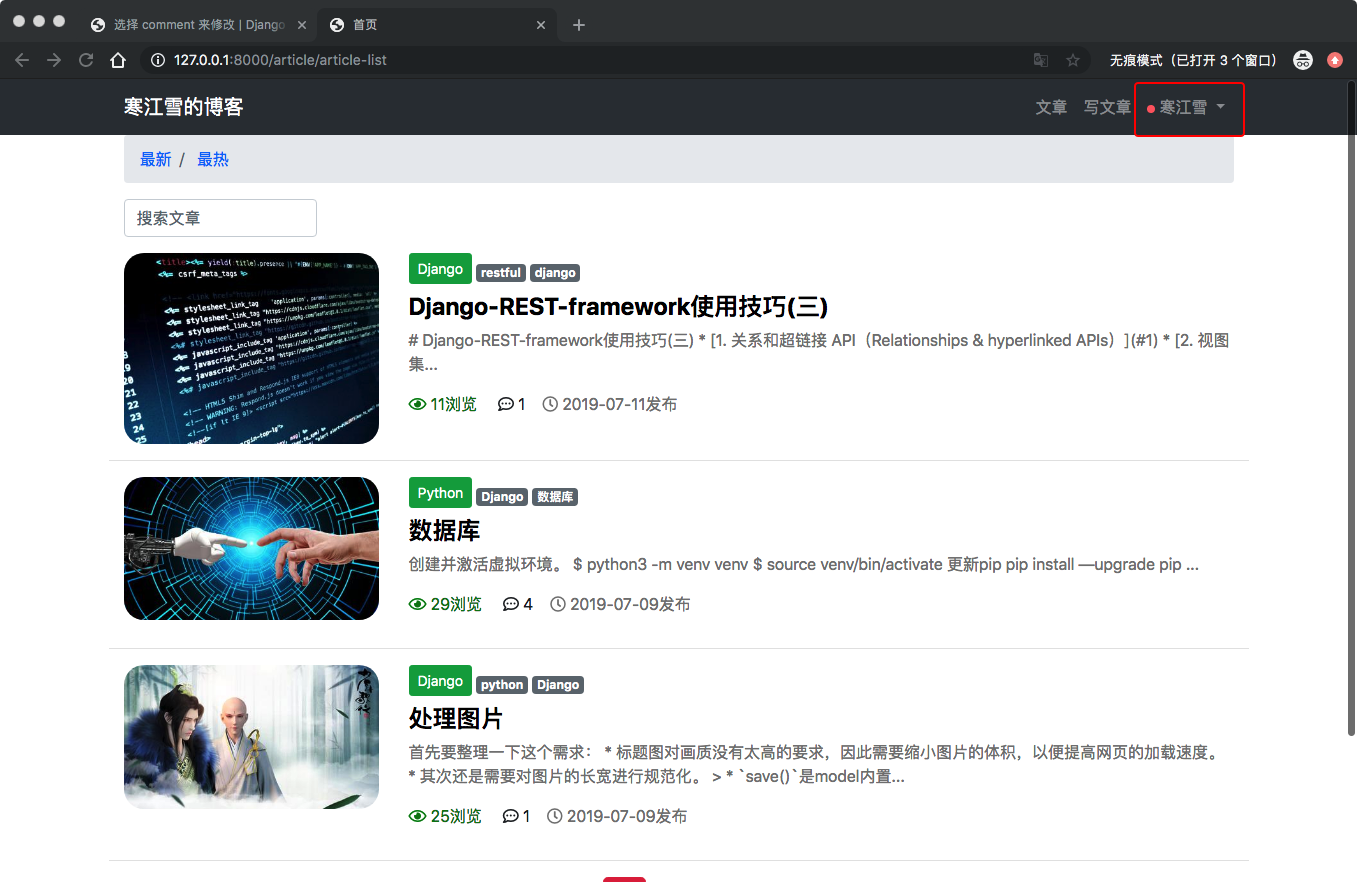 选择 comment 来修改 | Django
首页
127.0.0.1:8000/article/article-list
无痕模式（已打开 3 个窗口）
寒江雪的博客
文章 写文章 寒江雪
最新 / 最热
搜索文章
Django restful django
Django-REST-framework使用技巧(三)
# Django-REST-framework使用技巧(三) * [1. 关系和超链接 API（Relationships & hyperlinked APIs）](#1) * [2. 视图
集...
11浏览 1 2019-07-11发布
Python Django 数据库
数据库
创建并激活虚拟环境。 $ python3 -m venv venv $ source venv/bin/activate 更新pip pip install —upgrade pip ...
29浏览 4 2019-07-09发布
Django python Django
处理图片
首先要整理一下这个需求： * 标题图对画质没有太高的要求，因此需要缩小图片的体积，以便提高网页的加载速度。
* 其次还是需要对图片的长宽进行规范化。 > * `save()`是model内置...
25浏览 1 2019-07-09发布